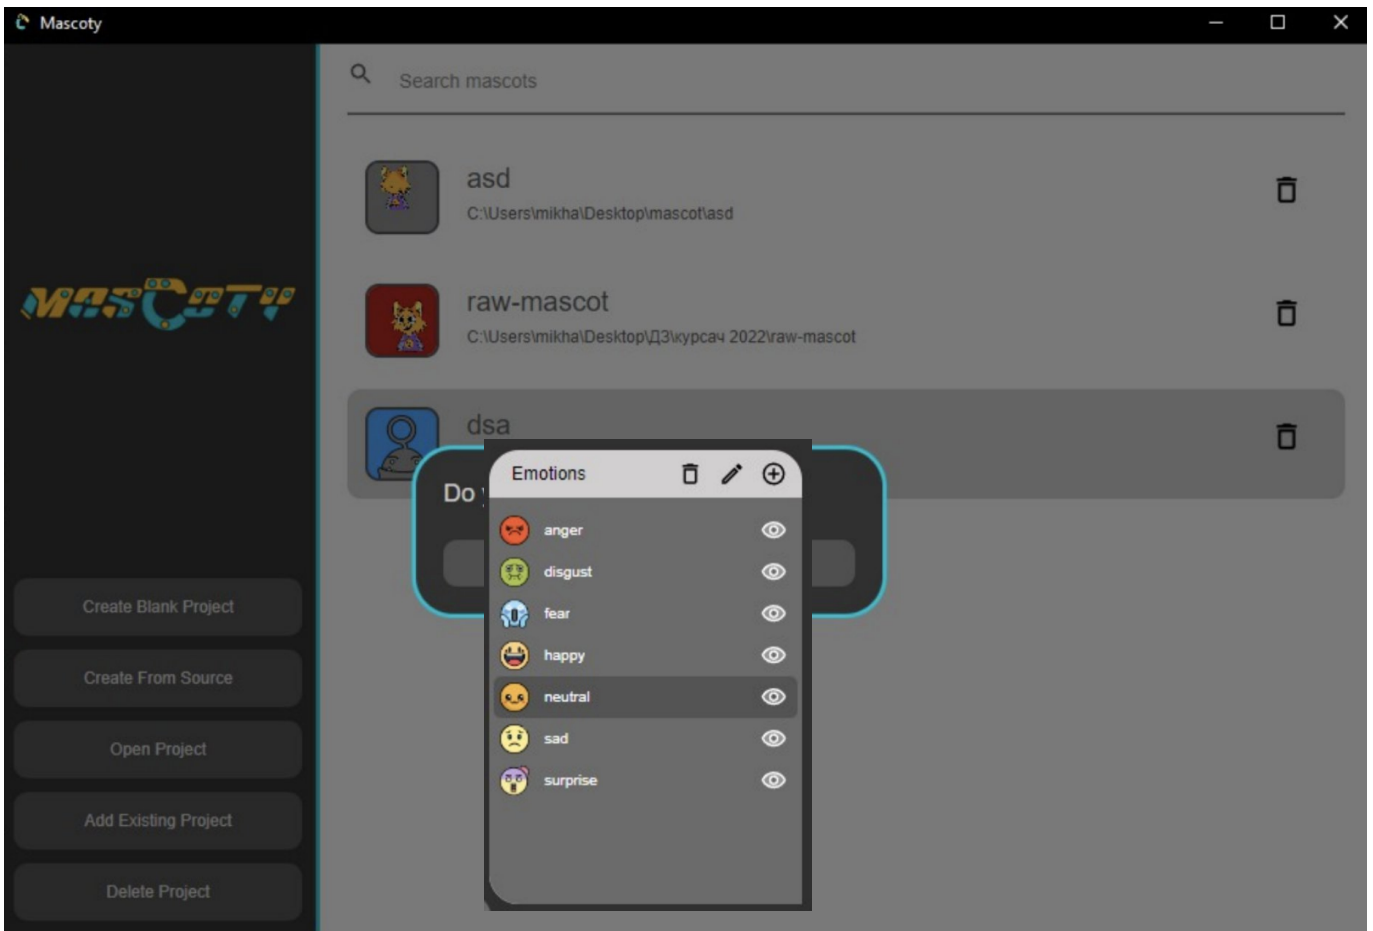 Mascoty
Search mascots
asd
C:\Users\mikha\Desktop\mascot\asd
MASCOTY
raw-mascot
C:\Users\mikha\Desktop\ДЗ\курсач 2022\raw-mascot
dsa
Do
Emotions
anger
disgust
fear
happy
neutral
sad
surprise
Create Blank Project
Create From Source
Open Project
Add Existing Project
Delete Project